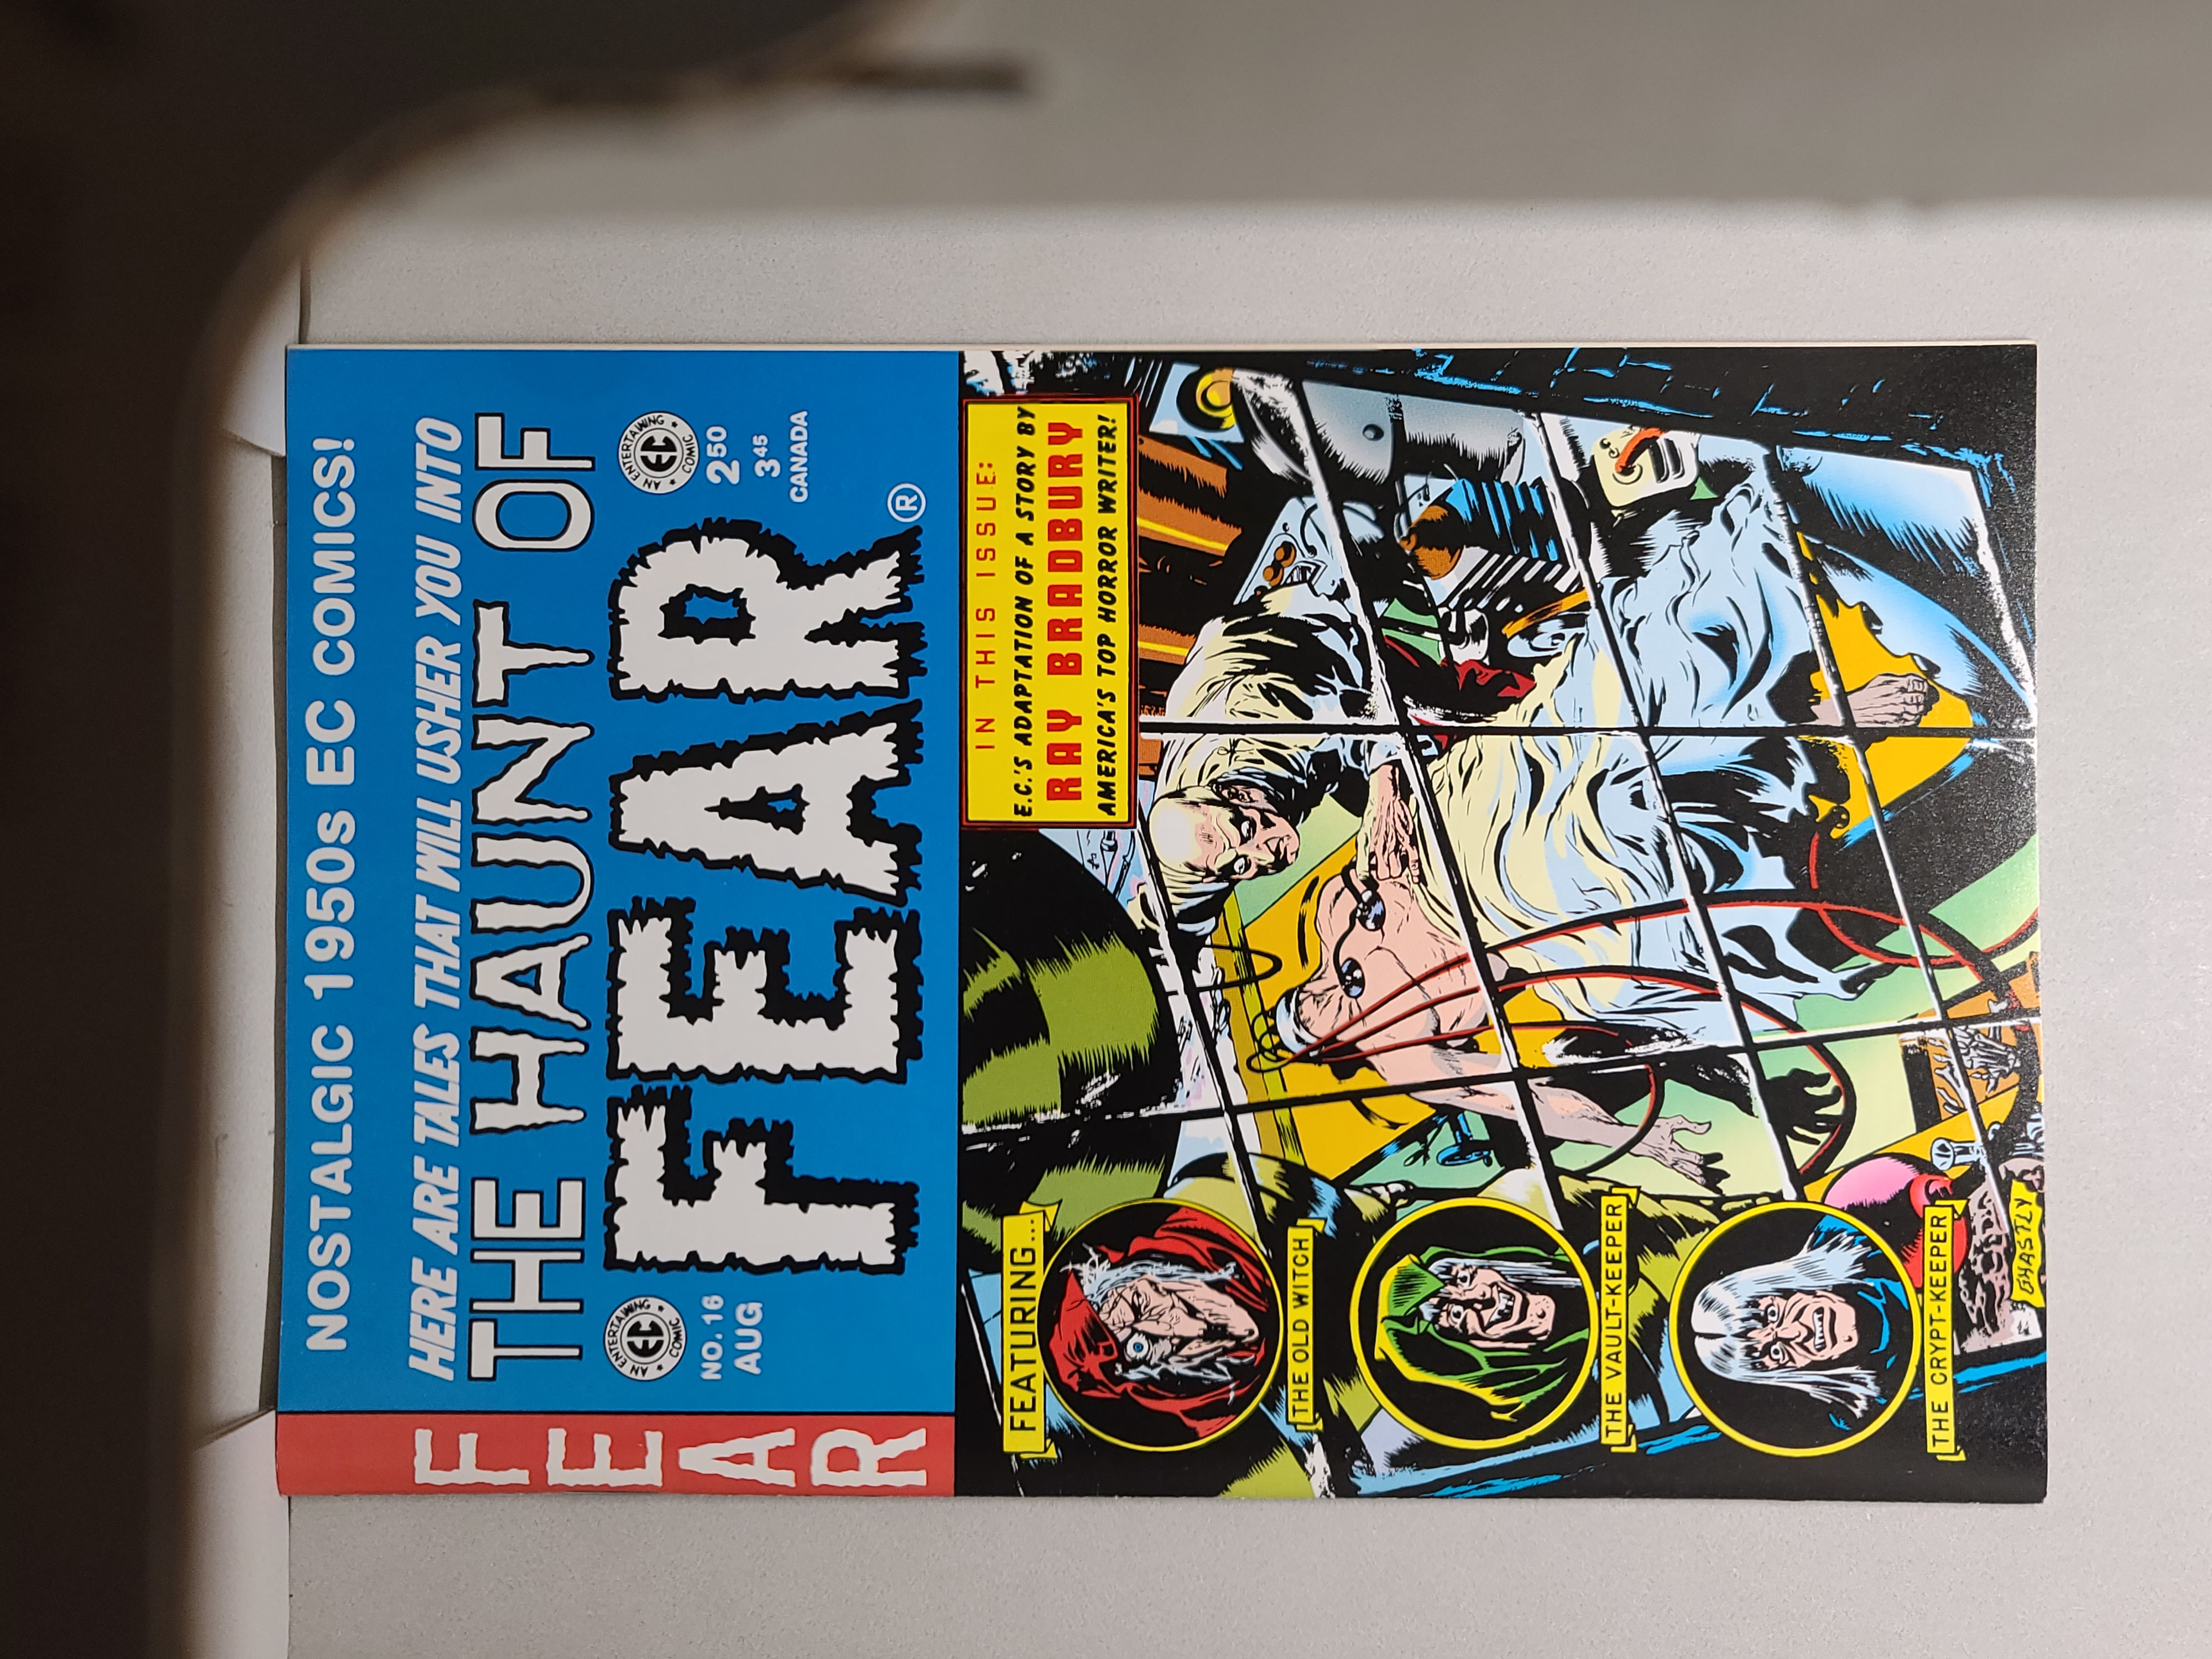 FEAR
NOSTALGIC 1950s EC COMICS!
HERE ARE TALES THAT WILL USHER YOU INTO
THE HAUNT OF
FEAR®
AN ENTERTAINING
EC
COMIC
NO. 16
AUG
AN ENTERTAINING
EC
COMIC
2 50
3 45
CANADA
IN THIS ISSUE:
E.C.'S ADAPTATION OF A STORY BY
RAY BRADBURY
AMERICA'S TOP HORROR WRITER!
FEATURING...
THE OLD WITCH
THE VAULT-KEEPER
THE CRYPT-KEEPER
GHASTLY